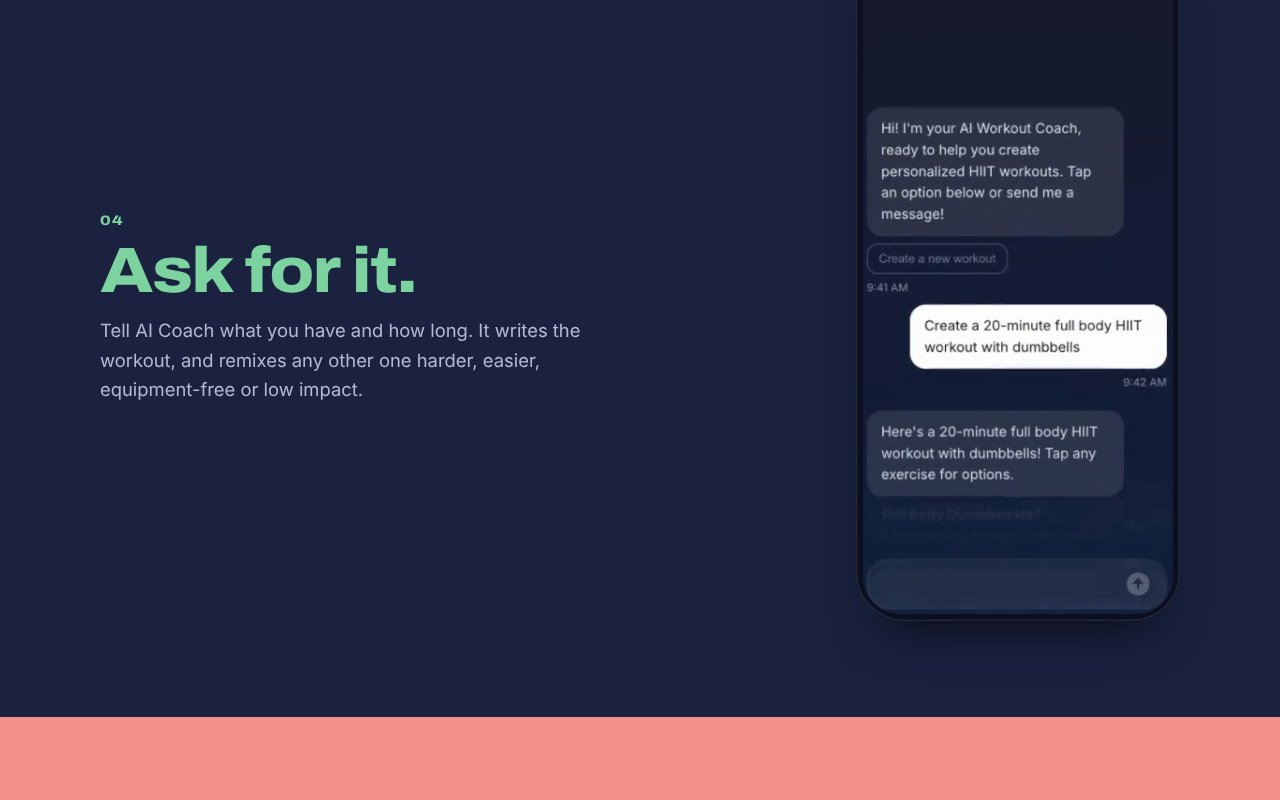 04
Ask for it.
Tell AI Coach what you have and how long. It writes the
workout, and remixes any other one harder, easier,
equipment-free or low impact.
Hi! I'm your AI Workout Coach,
ready to help you create
personalized HIIT workouts. Tap
an option below or send me a
message!
Create a new workout
9:41 AM
Create a 20-minute full body HIIT
workout with dumbbells
9:42 AM
Here's a 20-minute full body HIIT
workout with dumbbells! Tap any
exercise for options.
Full Body Dumbbell HIIT